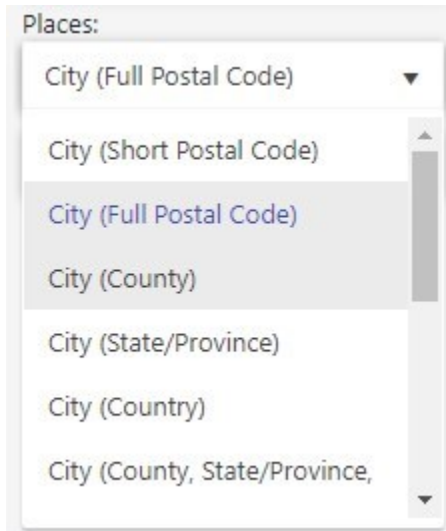 Places:
City (Full Postal Code)
City (Short Postal Code)
City (Full Postal Code)
City (County)
City (State/Province)
City (Country)
City (County, State/Province,